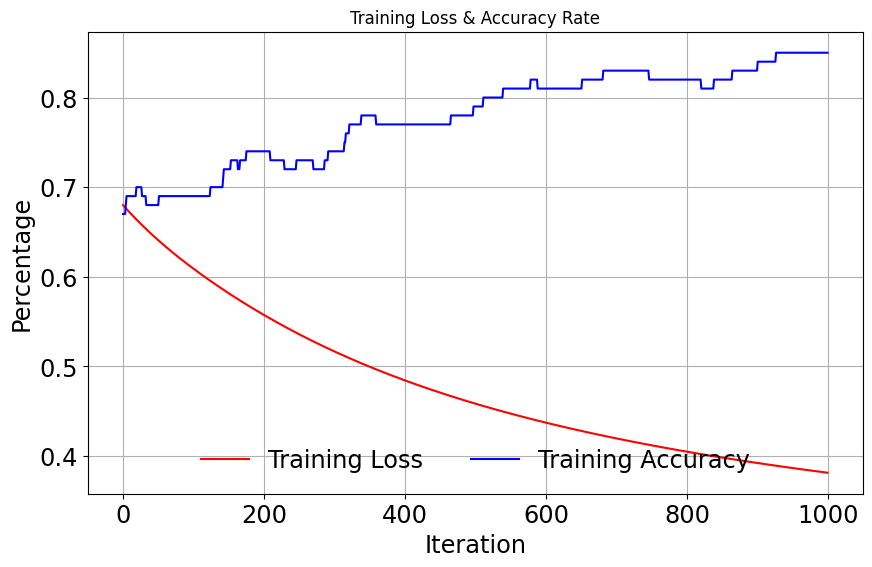 Training Loss & Accuracy Rate
Percentage
0.8
0.7
0.6
0.5
0.4
Training Loss
Training Accuracy
0 200 400 600 800 1000
Iteration